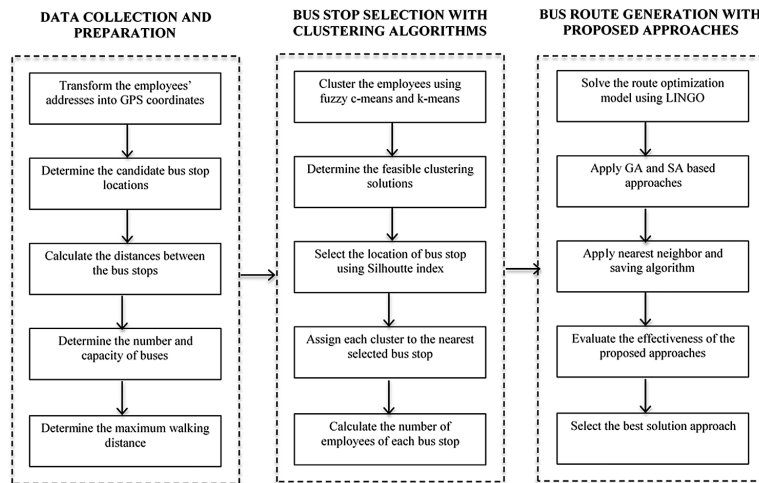 DATA COLLECTION AND
PREPARATION
Transform the employees'
addresses into GPS coordinates
Determine the candidate bus stop
locations
Calculate the distances between
the bus stops
Determine the number and
capacity of buses
Determine the maximum walking
distance
BUS STOP SELECTION WITH
CLUSTERING ALGORITHMS
Cluster the employees using
fuzzy c-means and k-means
Determine the feasible clustering
solutions
Select the location of bus stop
using Silhoutte index
Assign each cluster to the nearest
selected bus stop
Calculate the number of
employees of each bus stop
BUS ROUTE GENERATION WITH
PROPOSED APPROACHES
Solve the route optimization
model using LINGO
Apply GA and SA based
approaches
Apply nearest neighbor and
saving algorithm
Evaluate the effectiveness of the
proposed approaches
Select the best solution approach